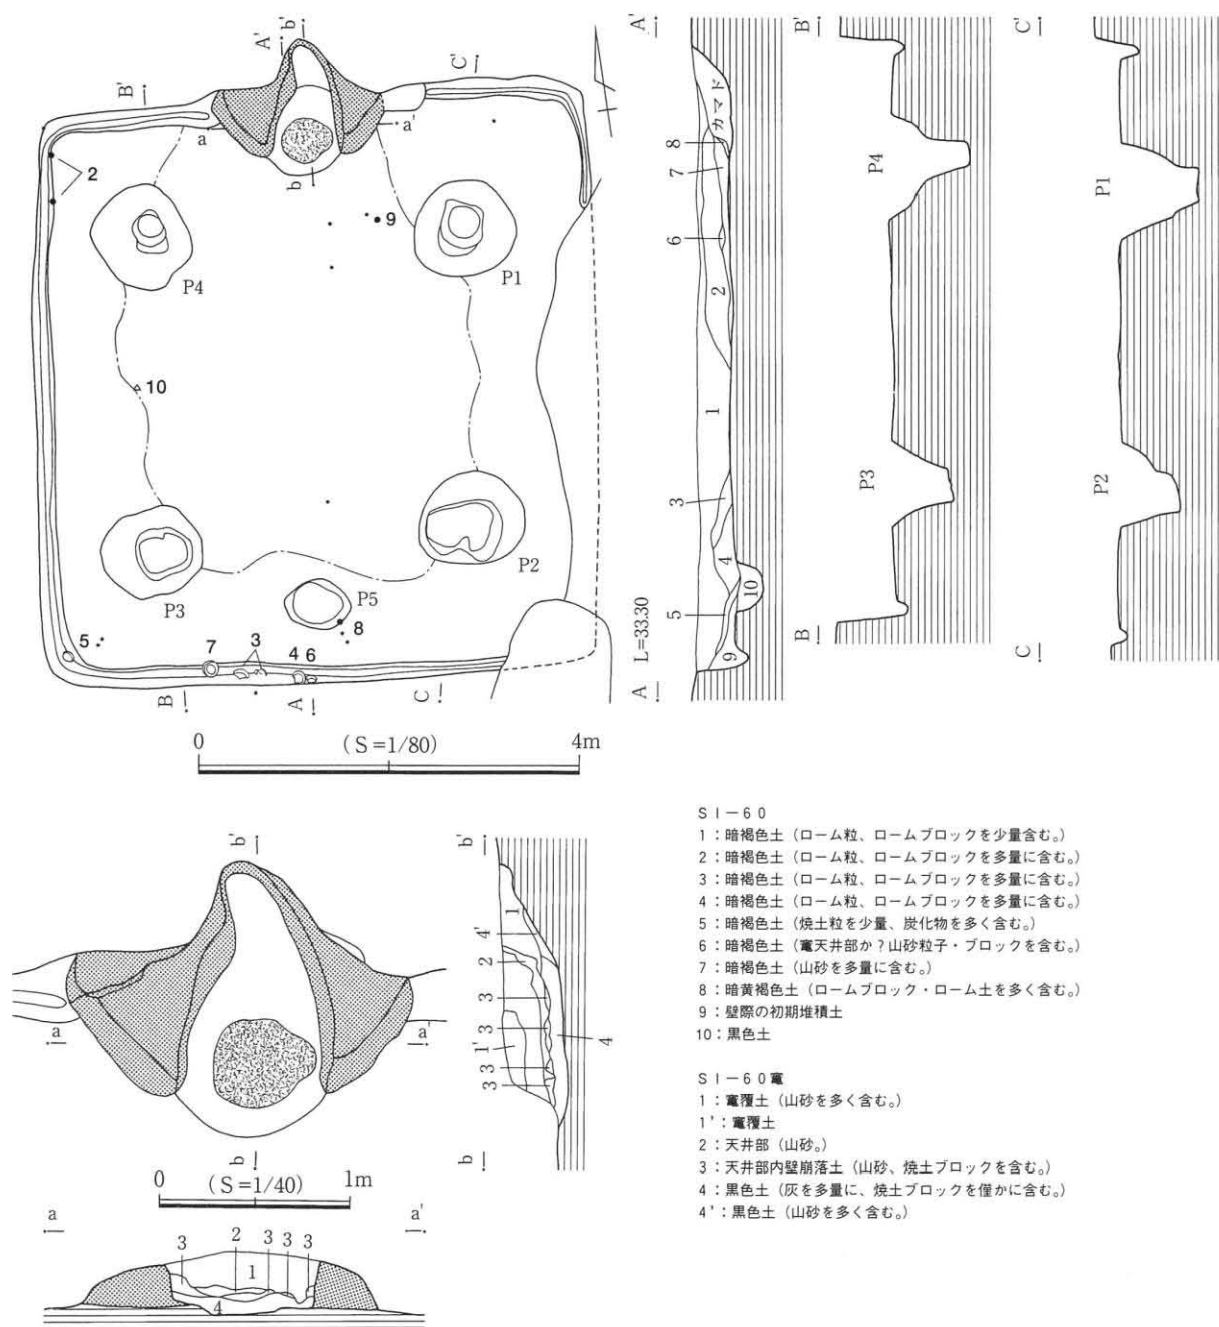 b'
A'
C'
B'
a
a'
b
2
9
P4
P1
10
P3
P2
P5
5
7
3
4
6
8
B
A
C
A'
カマド
8
7
6
2
1
3
4
5
10
9
L=33.30
A
B'
P4
P3
B
C'
P1
P2
C
0
(S=1/80)
4m
b'
a
a'
b
0
(S=1/40)
1m
b'
1
4'
2
3
3
1'
3
3
4
b
a
a'
3
2
3
3
3
1
4
SI-60
1:暗褐色土(ローム粒、ロームブロックを少量含む。)
2:暗褐色土(ローム粒、ロームブロックを多量に含む。)
3:暗褐色土(ローム粒、ロームブロックを多量に含む。)
4:暗褐色土(ローム粒、ロームブロックを多量に含む。)
5:暗褐色土(焼土粒を少量、炭化物を多く含む。)
6:暗褐色土(竃天井部か?山砂粒子・ブロックを含む。)
7:暗褐色土(山砂を多量に含む。)
8:暗黄褐色土(ロームブロック・ローム土を多く含む。)
9:壁際の初期堆積土
10:黒色土
SI-60竃
1:竃覆土(山砂を多く含む。)
1':竃覆土
2:天井部(山砂。)
3:天井部内壁崩落土(山砂、焼土ブロックを含む。)
4:黒色土(灰を多量に、焼土ブロックを僅かに含む。)
4':黒色土(山砂を多く含む。)